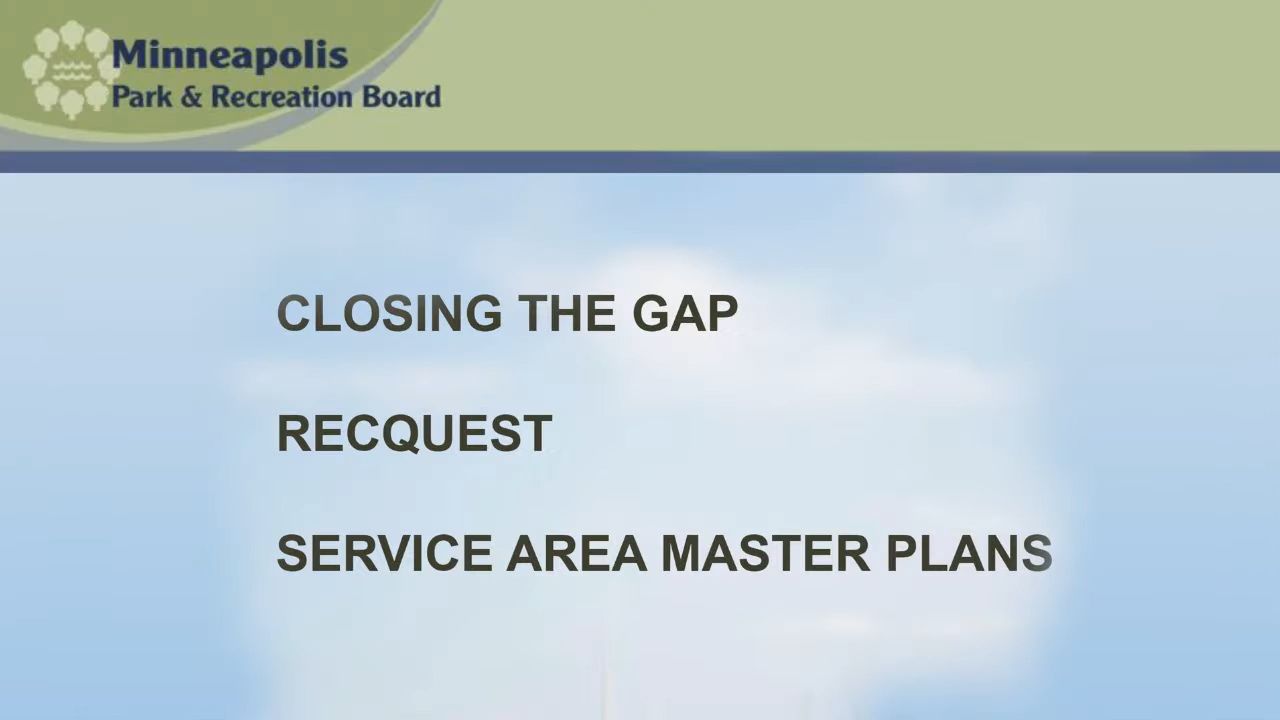 Minneapolis
Park & Recreation Board
CLOSING THE GAP
RECQUEST
SERVICE AREA MASTER PLANS